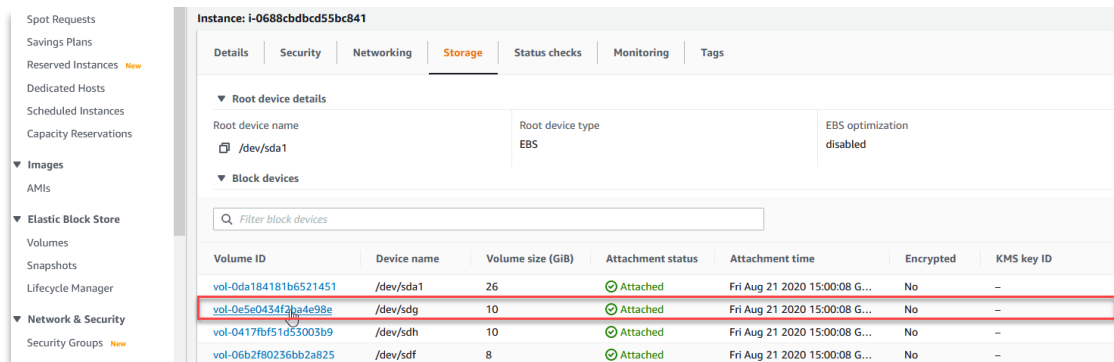 Spot Requests
Savings Plans
Reserved Instances New
Dedicated Hosts
Scheduled Instances
Capacity Reservations
Images
AMIs
Elastic Block Store
Volumes
Snapshots
Lifecycle Manager
Network & Security
Security Groups New
Instance: i-0688cbdbcd55bc841
Details Security Networking Storage Status checks Monitoring Tags
Root device details
Root device name Root device type EBS optimization
/dev/sda1 EBS disabled
Block devices
Filter block devices
Volume ID Device name Volume size (GiB) Attachment status Attachment time Encrypted KMS key ID
vol-0da184181b6521451 /dev/sda1 26 Attached Fri Aug 21 2020 15:00:08 G... No –
vol-0e5e0434f2ba4e98e /dev/sdg 10 Attached Fri Aug 21 2020 15:00:08 G... No –
vol-0417fbf51d53003b9 /dev/sdh 10 Attached Fri Aug 21 2020 15:00:08 G... No –
vol-06b2f80236bb2a825 /dev/sdf 8 Attached Fri Aug 21 2020 15:00:08 G... No –